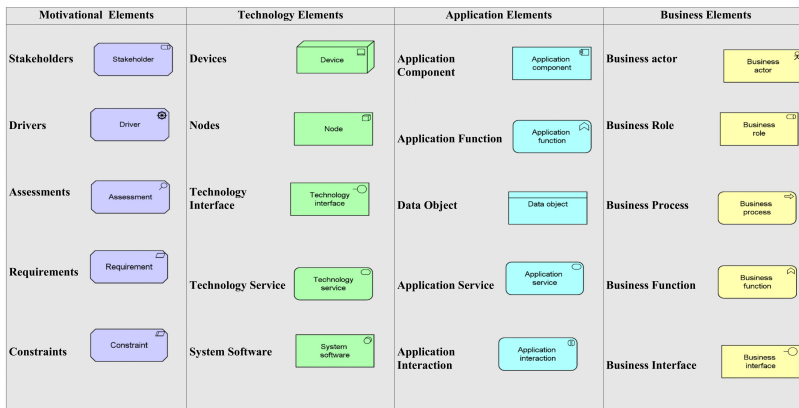 Motivational Elements
Technology Elements
Application Elements
Business Elements
Stakeholders
Stakeholder
Devices
Device
Application
Component
Application
component
Business actor
Business
actor
Drivers
Driver
Nodes
Node
Application Function
Application
function
Business Role
Business
role
Assessments
Assessment
Technology
Interface
Technology
interface
Data Object
Data object
Business Process
Business
process
Requirements
Requirement
Technology Service
Technology
service
Application Service
Application
service
Business Function
Business
function
Constraints
Constraint
System Software
System
software
Application
Interaction
Application
interaction
Business Interface
Business
interface